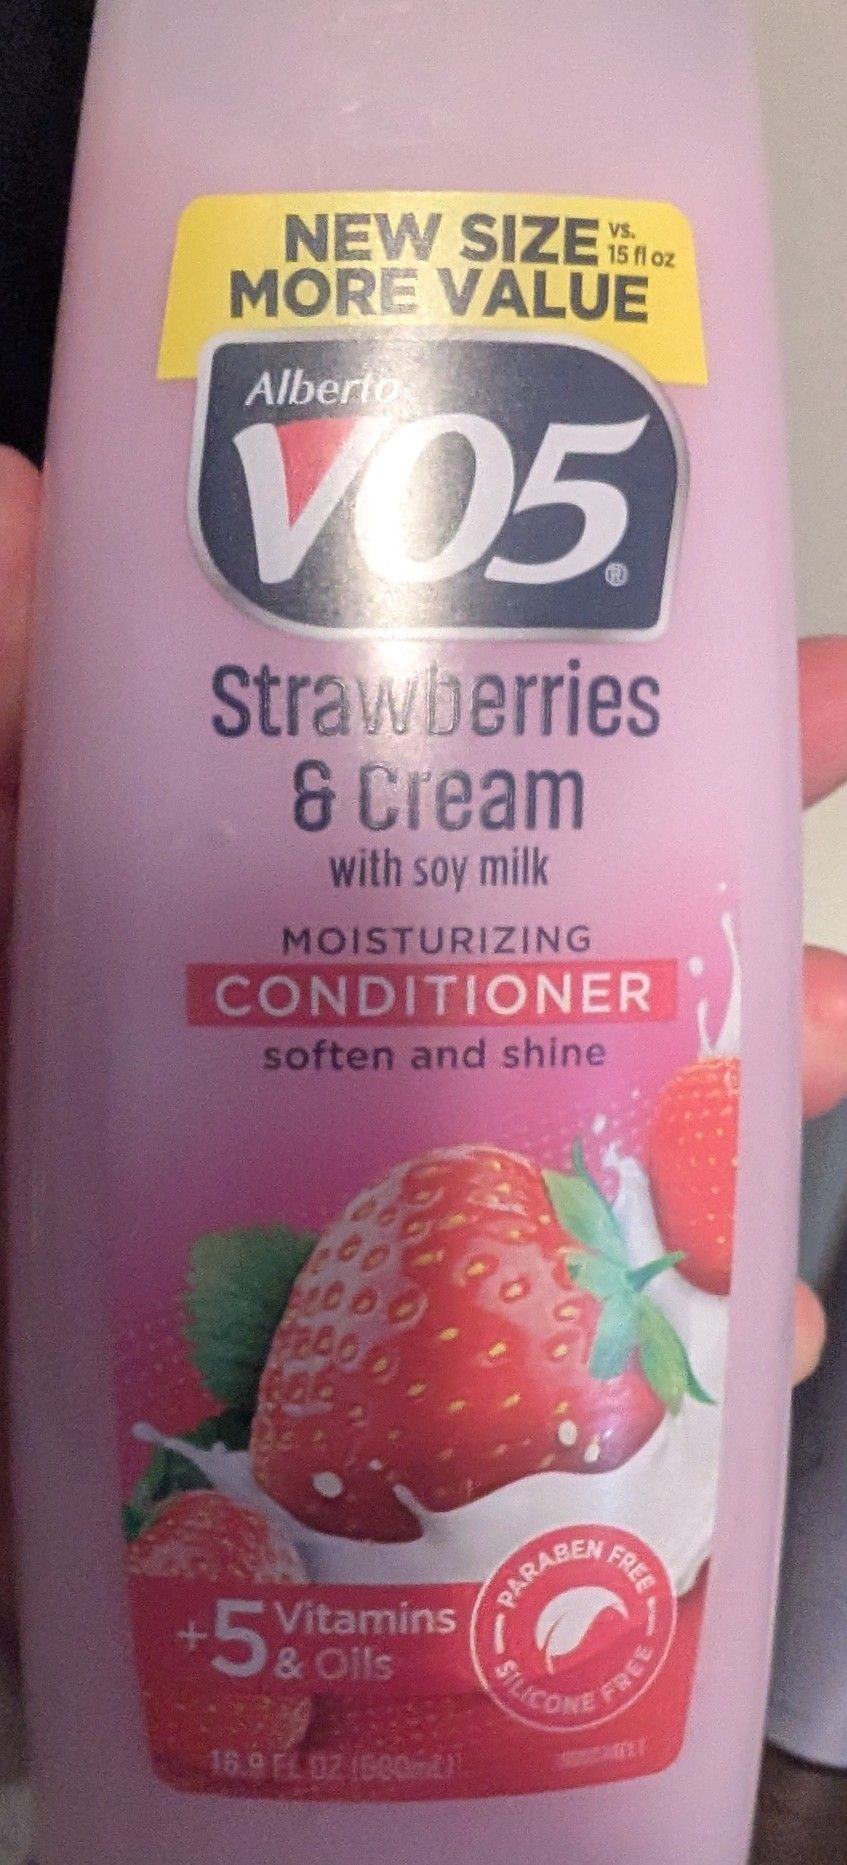 NEW SIZE vs. 15 fl oz
MORE VALUE
Alberto
VO5®
Strawberries
& Cream
with soy milk
MOISTURIZING
CONDITIONER
soften and shine
+5 Vitamins
& Oils
PARABEN FREE
SILICONE FREE
16.9 FL OZ (500mL)